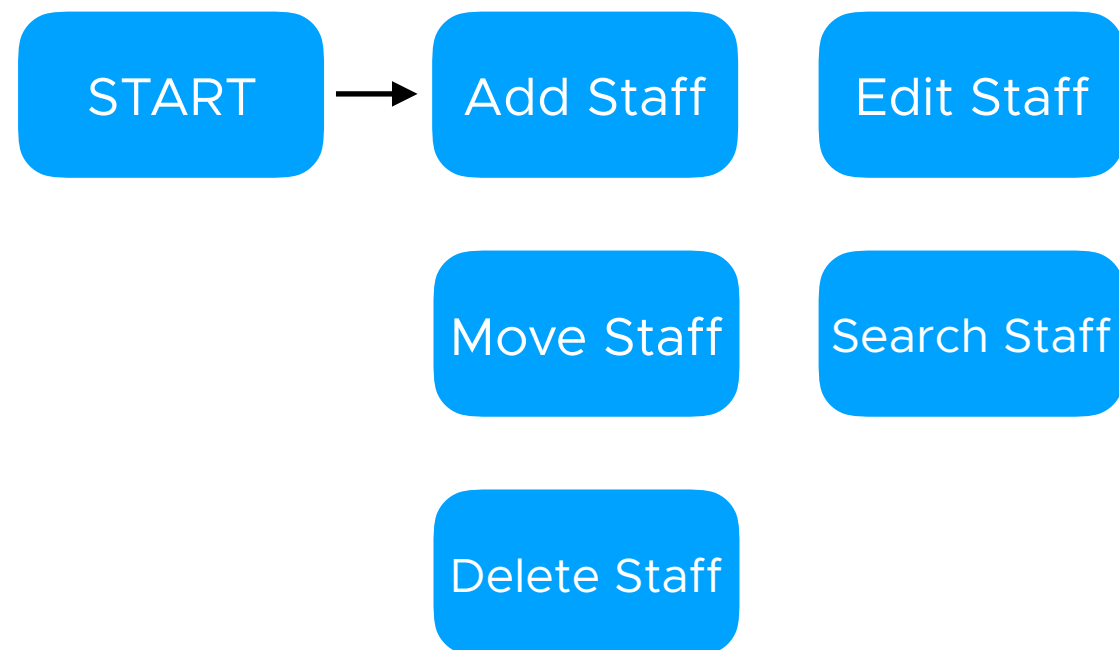 START
Add Staff
Edit Staff
Move Staff
Search Staff
Delete Staff